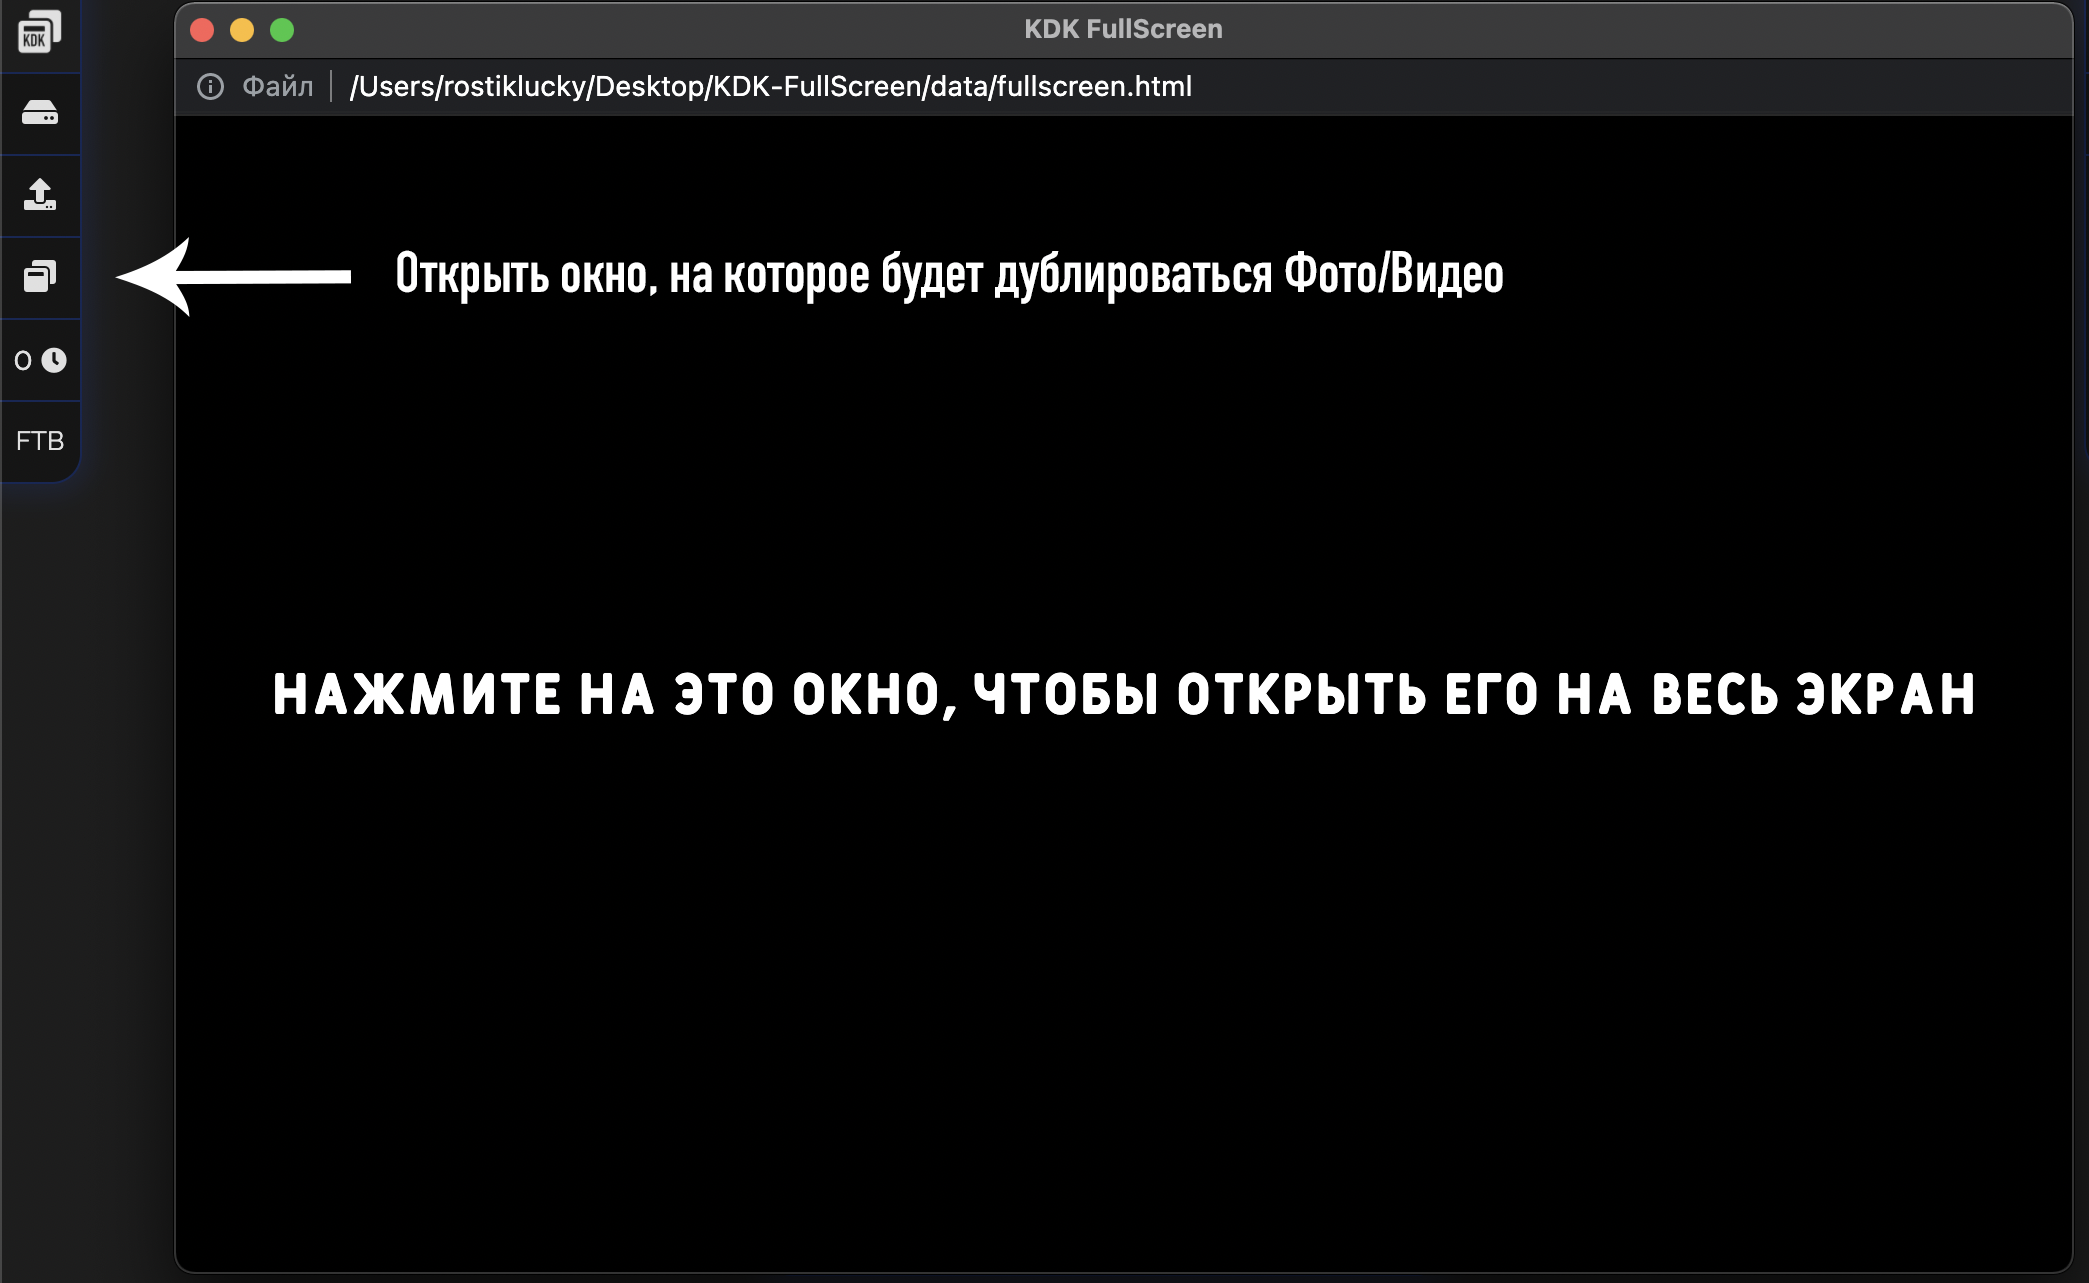 KDK
KDK FullScreen
Файл
/Users/rostiklucky/Desktop/KDK-FullScreen/data/fullscreen.html
Открыть окно, на которое будет дублироваться Фото/Видео
0
FTB
НАЖМИТЕ НА ЭТО ОКНО, ЧТОБЫ ОТКРЫТЬ ЕГО НА ВЕСЬ ЭКРАН